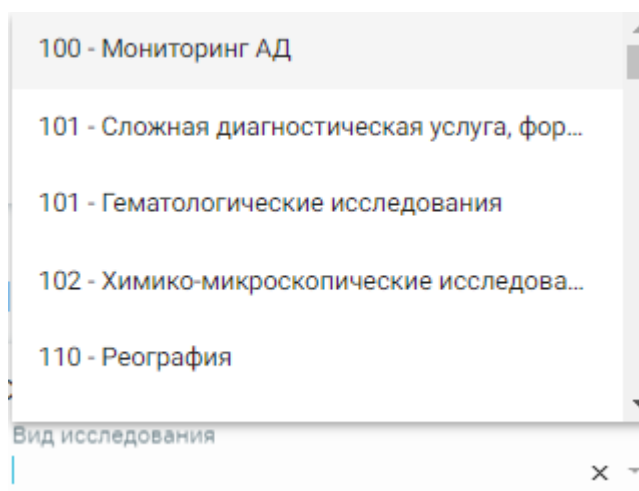 100 - Мониторинг АД
101 - Сложная диагностическая услуга, фор...
101 - Гематологические исследования
102 - Химико-микроскопические исследова...
110 - Реография
Вид исследования